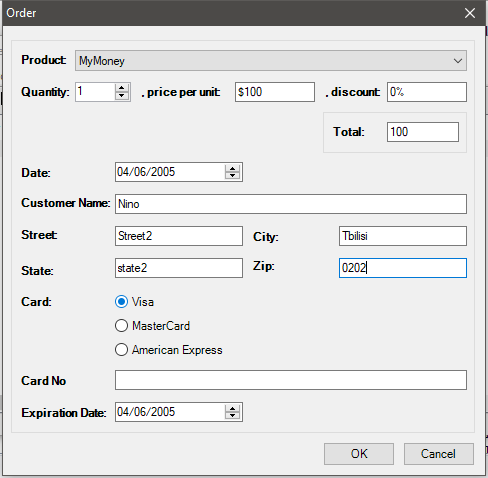 Order
Product: MyMoney
Quantity: 1 , price per unit: $100 , discount: 0%
Total: 100
Date: 04/06/2005
Customer Name: Nino
Street: Street2 City: Tbilisi
State: state2 Zip: 0202
Card: Visa
MasterCard
American Express
Card No
Expiration Date: 04/06/2005
OK Cancel